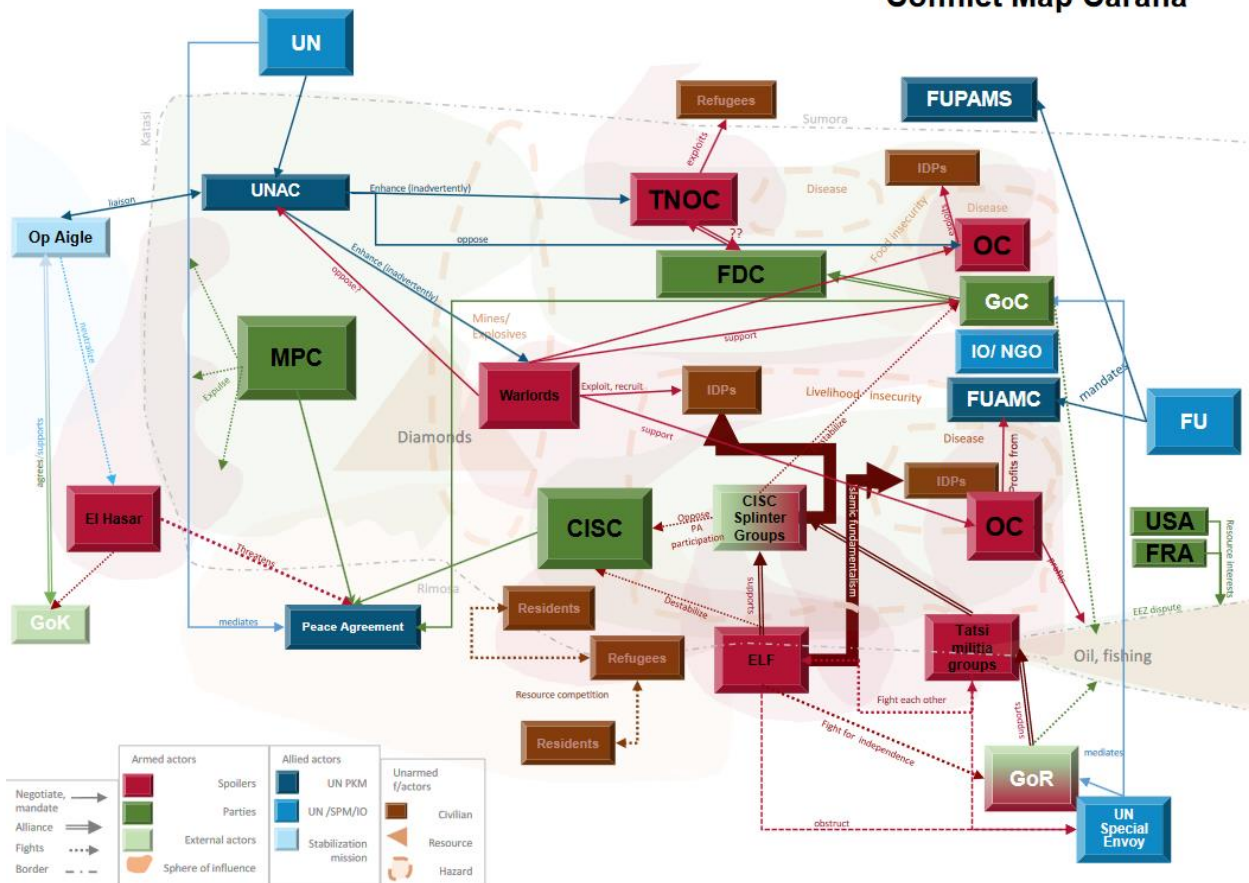 Conflict Map Carana
UN
Katasi
Refugees
FUPAMS
Sumora
exploits
IDPs
UNAC
Enhance (inadvertently)
TNOC
Disease
liaison
exploits
Disease
Op Aigle
oppose
??
Food insecurity
OC
Enhance (inadvertently)
FDC
oppose?
GoC
neutralize
Mines/
Explosives
support
MPC
IO/ NGO
Expulse
Warlords
Exploit, recruit
IDPs
Livelihood insecurity
FUAMC
mandates
FU
Diamonds
support
Disease
agrees/supports
IDPs
Profits from
El Hasar
CISC
Oppose
PA
participation
CISC
Splinter
Groups
Islamic fundamentalism
OC
USA
FRA
Resource interests
Threatens
Rimosa
profits
EEZ dispute
GoK
mediates
Peace Agreement
Residents
Destabilize
supports
Refugees
ELF
Tatsi
militia
groups
Oil, fishing
Resource competition
Fight each other
Residents
Fight for independence
supports
GoR
mediates
obstruct
UN
Special
Envoy
Negotiate,
mandate
Alliance
Fights
Border
Armed actors
Spoilers
Parties
External actors
Sphere of influence
Allied actors
UN PKM
UN /SPM/IO
Stabilization
mission
Unarmed
f/actors
Civilian
Resource
Hazard